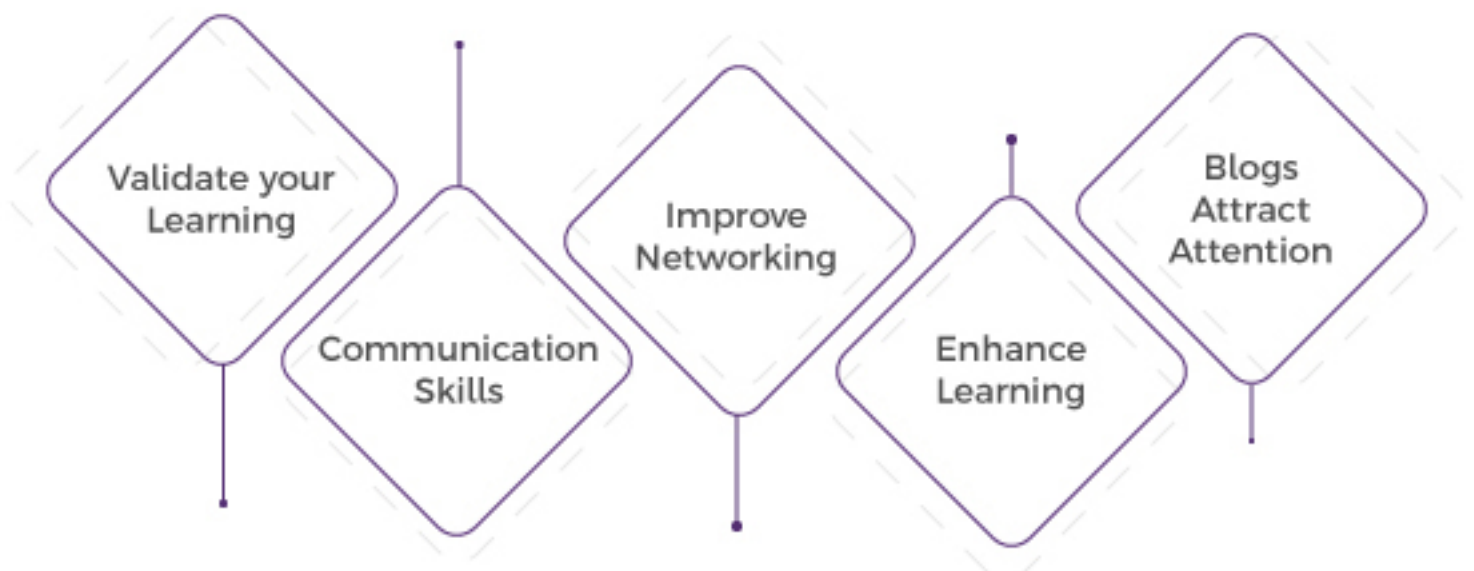 Validate your
Learning
Communication
Skills
Improve
Networking
Enhance
Learning
Blogs
Attract
Attention